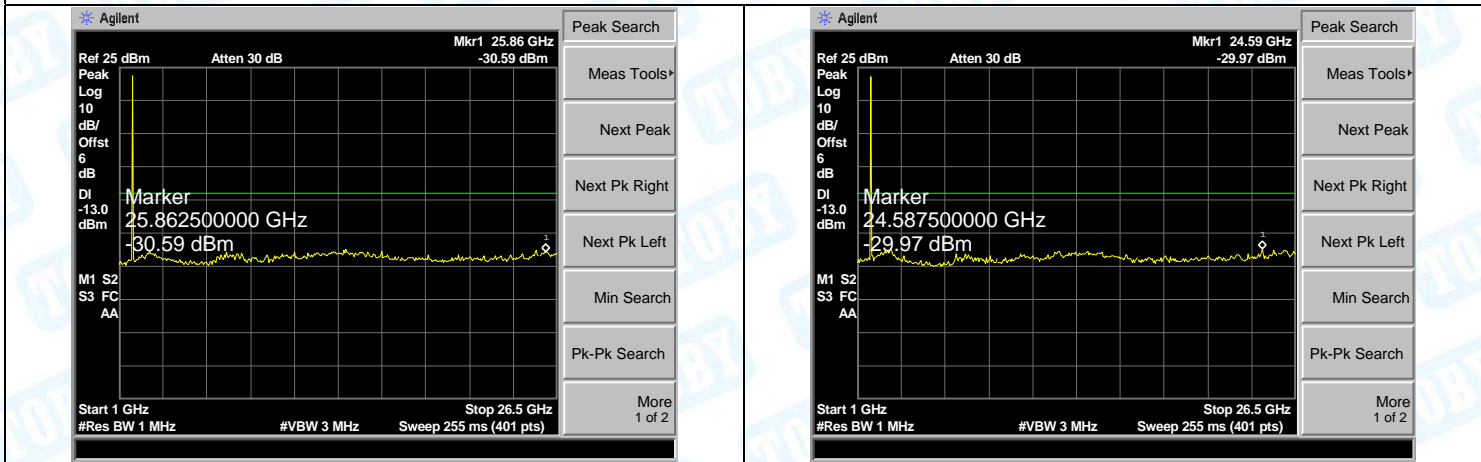 Agilent
Peak Search
Mkr1 25.86 GHz
Ref 25 dBm Atten 30 dB -30.59 dBm
Peak
Log
10
dB/
Offst
6
dB
DI
-13.0
dBm
Marker
25.862500000 GHz
-30.59 dBm
1
M1 S2
S3 FC
AA
Start 1 GHz Stop 26.5 GHz
#Res BW 1 MHz #VBW 3 MHz Sweep 255 ms (401 pts)
Meas Tools
Next Peak
Next Pk Right
Next Pk Left
Min Search
Pk-Pk Search
More
1 of 2
Agilent
Peak Search
Mkr1 24.59 GHz
Ref 25 dBm Atten 30 dB -29.97 dBm
Peak
Log
10
dB/
Offst
6
dB
DI
-13.0
dBm
Marker
24.587500000 GHz
-29.97 dBm
1
M1 S2
S3 FC
AA
Start 1 GHz Stop 26.5 GHz
#Res BW 1 MHz #VBW 3 MHz Sweep 255 ms (401 pts)
Meas Tools
Next Peak
Next Pk Right
Next Pk Left
Min Search
Pk-Pk Search
More
1 of 2
TOBY